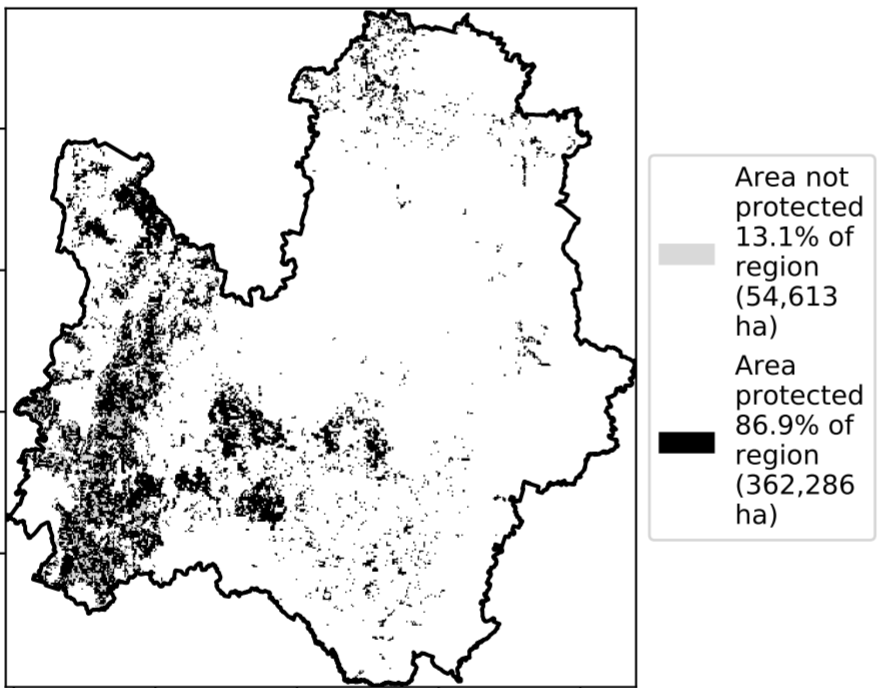 Area not
protected
13.1% of
region
(54,613
ha)
Area
protected
86.9% of
region
(362,286
ha)